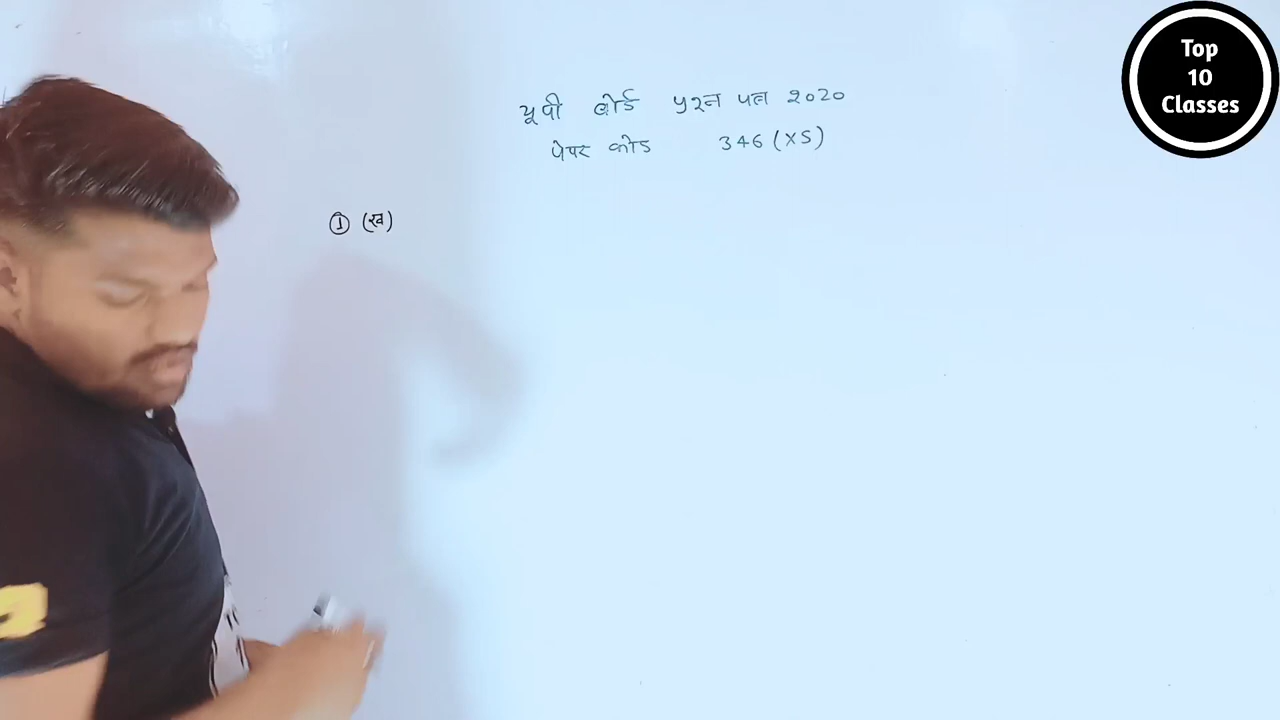 यू पी बोर्ड प्रश्न पत्र 2020
पेपर कोड 346 (XS)
① (ख)
Top
10
Classes